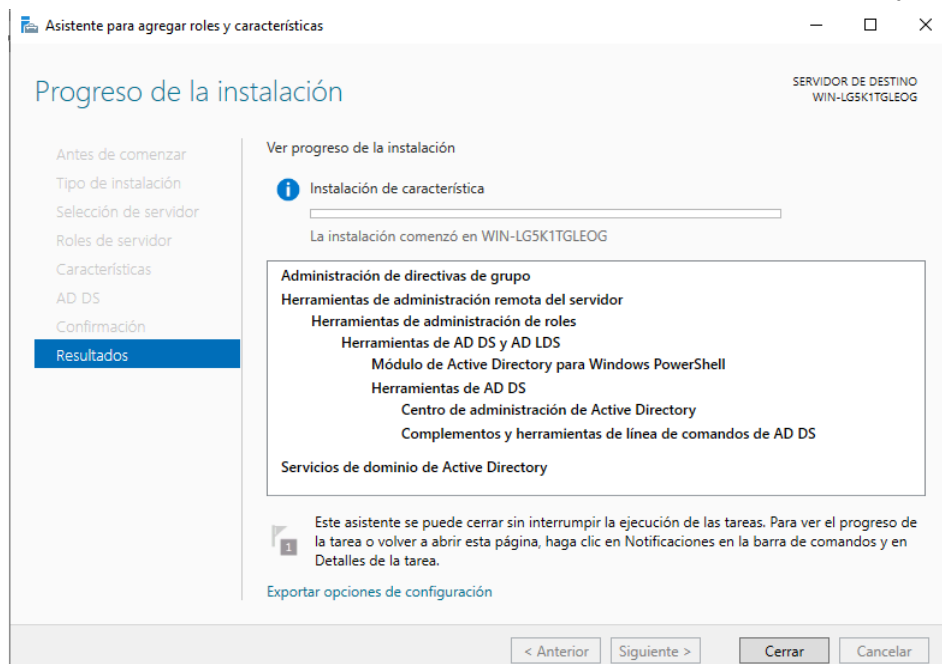 Asistente para agregar roles y características
Progreso de la instalación
SERVIDOR DE DESTINO
WIN-LG5K1TGLEOG
Antes de comenzar
Tipo de instalación
Selección de servidor
Roles de servidor
Características
AD DS
Confirmación
Resultados
Ver progreso de la instalación
Instalación de característica
La instalación comenzó en WIN-LG5K1TGLEOG
Administración de directivas de grupo
Herramientas de administración remota del servidor
Herramientas de administración de roles
Herramientas de AD DS y AD LDS
Módulo de Active Directory para Windows PowerShell
Herramientas de AD DS
Centro de administración de Active Directory
Complementos y herramientas de línea de comandos de AD DS
Servicios de dominio de Active Directory
1
Este asistente se puede cerrar sin interrumpir la ejecución de las tareas. Para ver el progreso de
la tarea o volver a abrir esta página, haga clic en Notificaciones en la barra de comandos y en
Detalles de la tarea.
Exportar opciones de configuración
< Anterior
Siguiente >
Cerrar
Cancelar